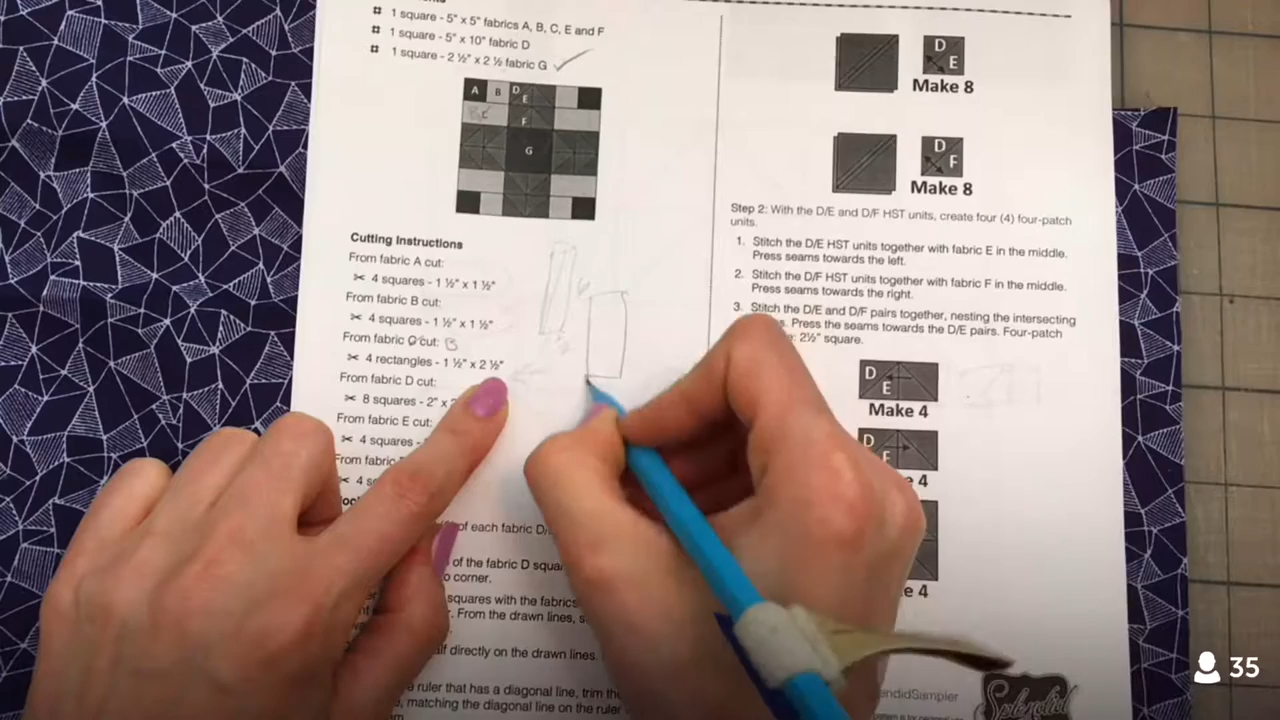 ⌗ 1 square - 5" x 5" fabrics A, B, C, E and F
⌗ 1 square - 5" x 10" fabric D
⌗ 1 square - 2 ½" x 2 ½ fabric G
A B D
E
C F
G
Cutting Instructions
From fabric A cut:
4 squares - 1 ½" x 1 ½"
From fabric B cut:
4 squares - 1 ½" x 1 ½"
From fabric C cut: B
4 rectangles - 1 ½" x 2 ½"
From fabric D cut:
8 squares - 2" x
From fabric E cut:
4 squares -
From fabric
of each fabric
of the fabric D
corner.
squares with the fabrics
From the drawn lines,
directly on the drawn lines.
ruler that has a diagonal line, trim the
matching the diagonal line on the ruler
D
E
Make 8
D
F
Make 8
Step 2: With the D/E and D/F HST units, create four (4) four-patch
units.
1. Stitch the D/E HST units together with fabric E in the middle.
Press seams towards the left.
2. Stitch the D/F HST units together with fabric F in the middle.
Press seams towards the right.
3. Stitch the D/E and D/F pairs together, nesting the intersecting
Press the seams towards the D/E pairs. Four-patch
2½" square.
D
E
Make 4
D
F
4
4
Splendid
35